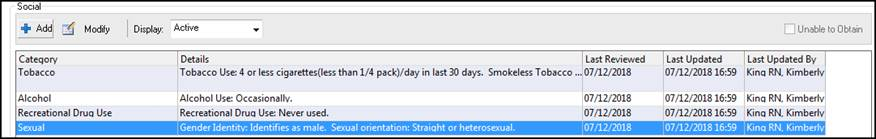 Social
Add Modify Display: Active Unable to Obtain
Category Details Last Reviewed Last Updated Last Updated By
Tobacco Tobacco Use: 4 or less cigarettes(less than 1/4 pack)/day in last 30 days. Smokeless Tobacco ... 07/12/2018 07/12/2018 16:59 King RN, Kimberly
Alcohol Alcohol Use: Occasionally. 07/12/2018 07/12/2018 16:59 King RN, Kimberly
Recreational Drug Use Recreational Drug Use: Never used. 07/12/2018 07/12/2018 16:59 King RN, Kimberly
Sexual Gender Identity: Identifies as male. Sexual orientation: Straight or heterosexual. 07/12/2018 07/12/2018 16:59 King RN, Kimberly